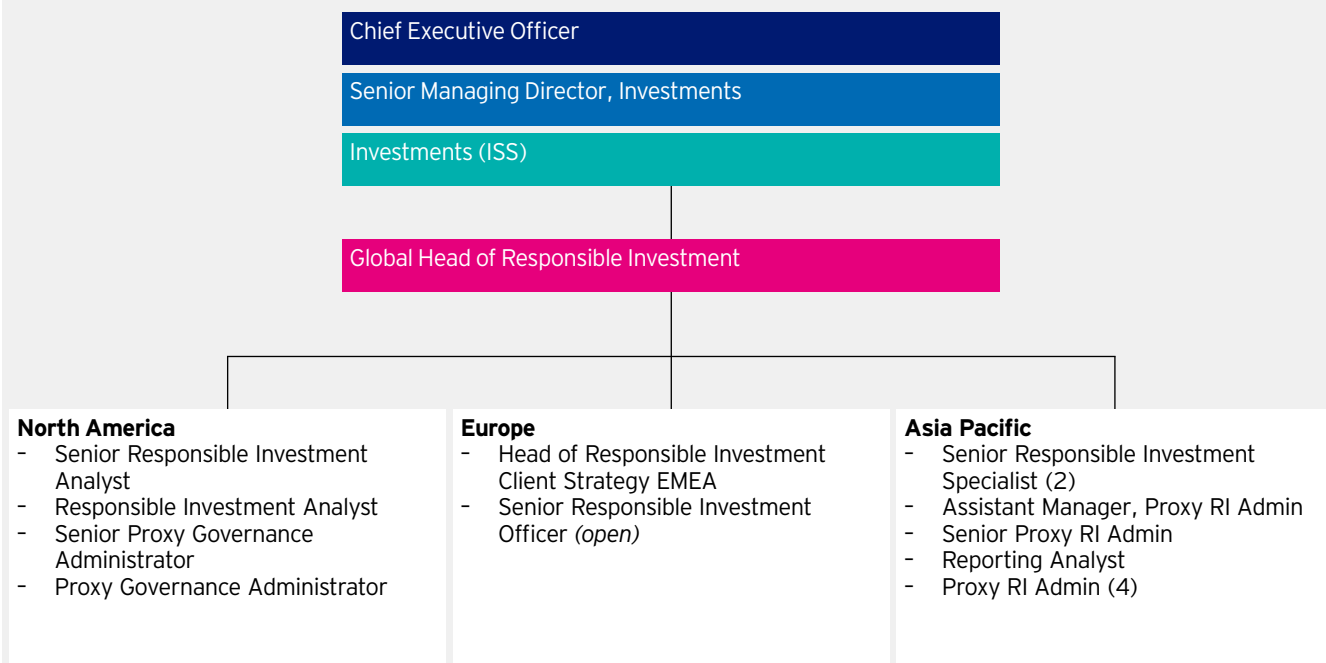 Chief Executive Officer
Senior Managing Director, Investments
Investments (ISS)
Global Head of Responsible Investment
North America
- Senior Responsible Investment
Analyst
- Responsible Investment Analyst
- Senior Proxy Governance
Administrator
- Proxy Governance Administrator
Europe
- Head of Responsible Investment
Client Strategy EMEA
- Senior Responsible Investment
Officer (open)
Asia Pacific
- Senior Responsible Investment
Specialist (2)
- Assistant Manager, Proxy RI Admin
- Senior Proxy RI Admin
- Reporting Analyst
- Proxy RI Admin (4)